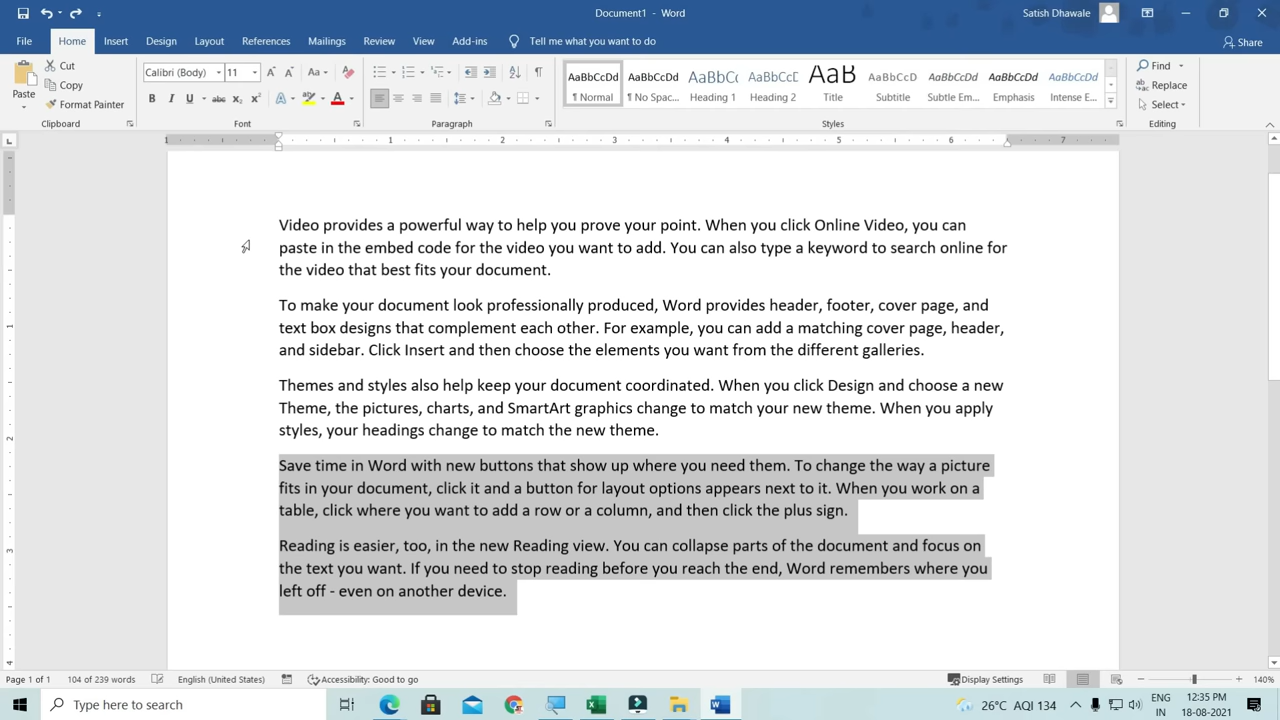 Document1 - Word
Satish Dhawale
File Home Insert Design Layout References Mailings Review View Add-ins Tell me what you want to do Share
Cut
Copy
Format Painter
Paste
Clipboard
Calibri (Body) 11
Font
Paragraph
AaBbCcDd AaBbCcDd AaBbCc AaBbCcD AaB AaBbCcDd AaBbCcDd AaBbCcDd AaBbCcDd
¶ Normal ¶ No Spac... Heading 1 Heading 2 Title Subtitle Subtle Em... Emphasis Intense E...
Styles
Find
Replace
Select
Editing
1 1 2 3 4 5 6 7
Video provides a powerful way to help you prove your point. When you click Online Video, you can
paste in the embed code for the video you want to add. You can also type a keyword to search online for
the video that best fits your document.
To make your document look professionally produced, Word provides header, footer, cover page, and
text box designs that complement each other. For example, you can add a matching cover page, header,
and sidebar. Click Insert and then choose the elements you want from the different galleries.
Themes and styles also help keep your document coordinated. When you click Design and choose a new
Theme, the pictures, charts, and SmartArt graphics change to match your new theme. When you apply
styles, your headings change to match the new theme.
Save time in Word with new buttons that show up where you need them. To change the way a picture
fits in your document, click it and a button for layout options appears next to it. When you work on a
table, click where you want to add a row or a column, and then click the plus sign.
Reading is easier, too, in the new Reading view. You can collapse parts of the document and focus on
the text you want. If you need to stop reading before you reach the end, Word remembers where you
left off - even on another device.
Page 1 of 1 104 of 239 words English (United States) Accessibility: Good to go Display Settings 140%
Type here to search
26°C AQI 134
ENG
IN
12:35 PM
18-08-2021